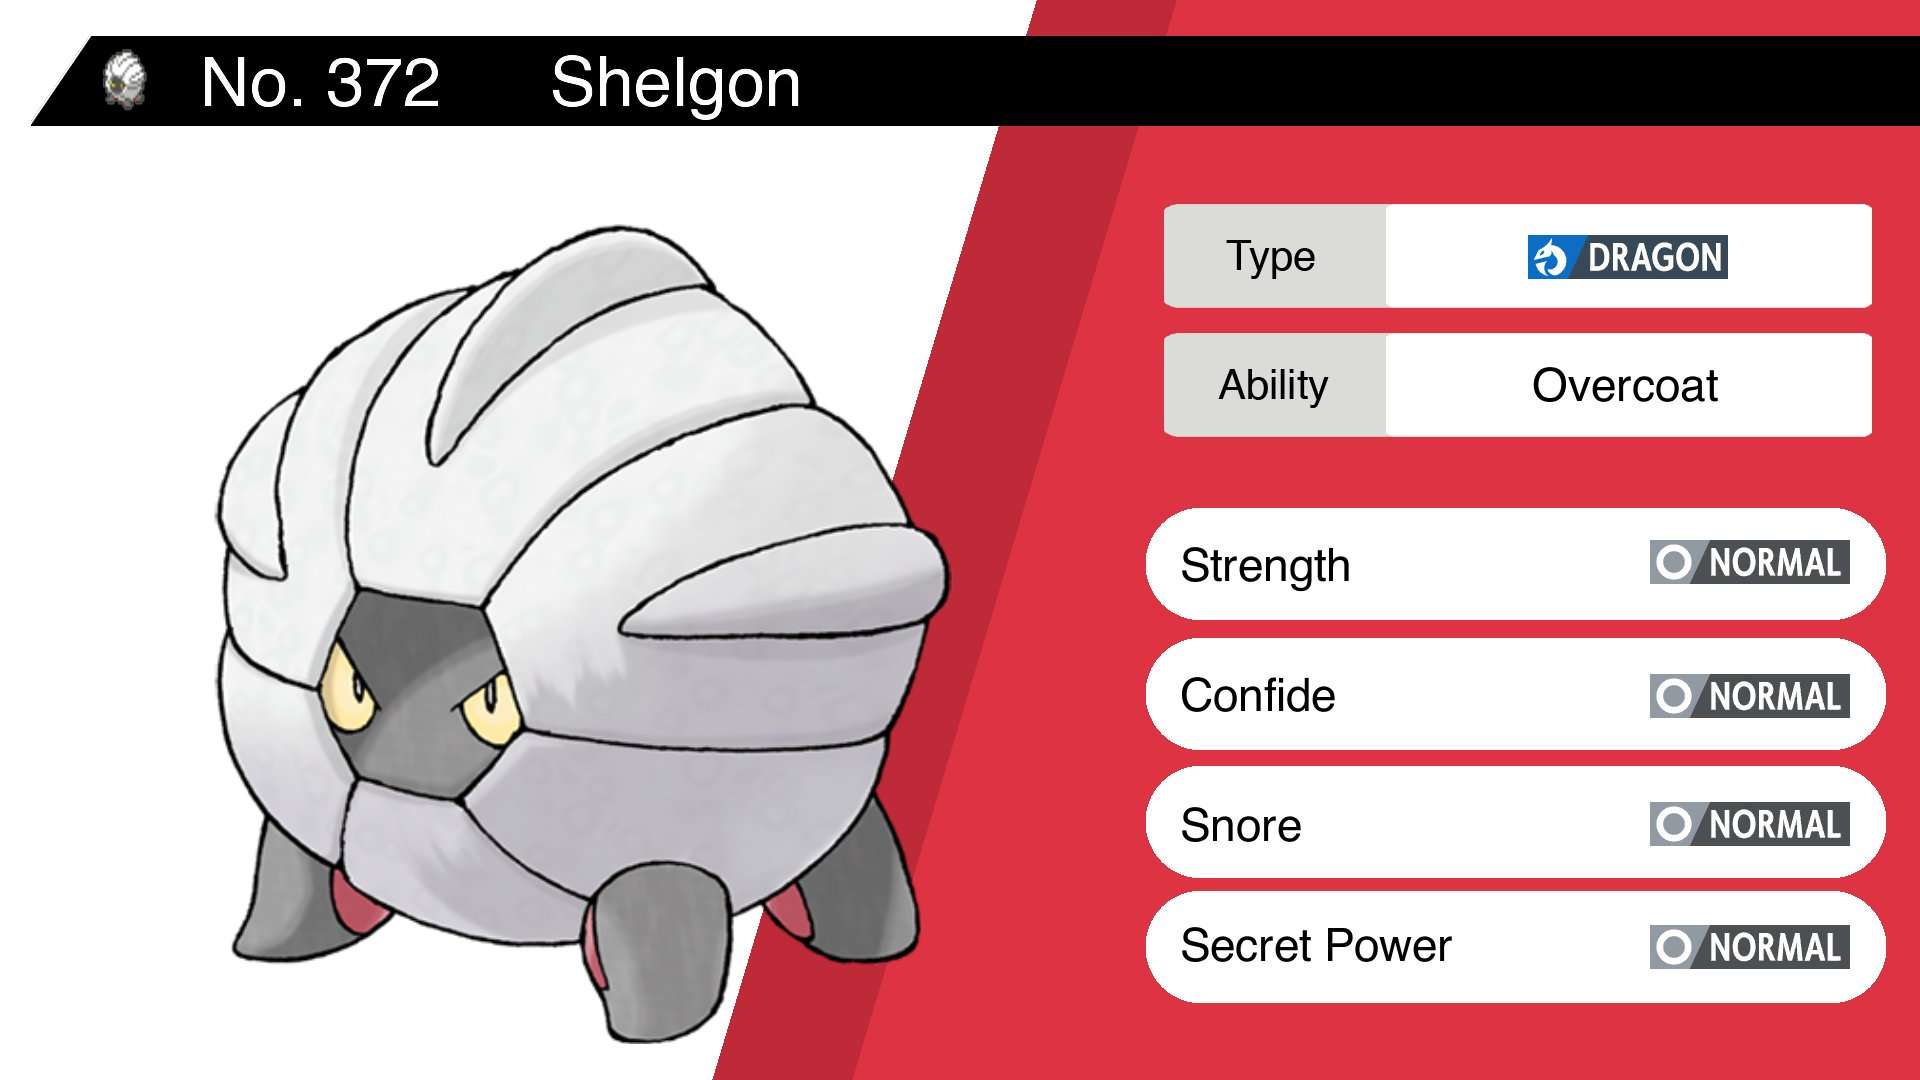 No. 372 Shelgon
Type DRAGON
Ability Overcoat
Strength NORMAL
Confide NORMAL
Snore NORMAL
Secret Power NORMAL